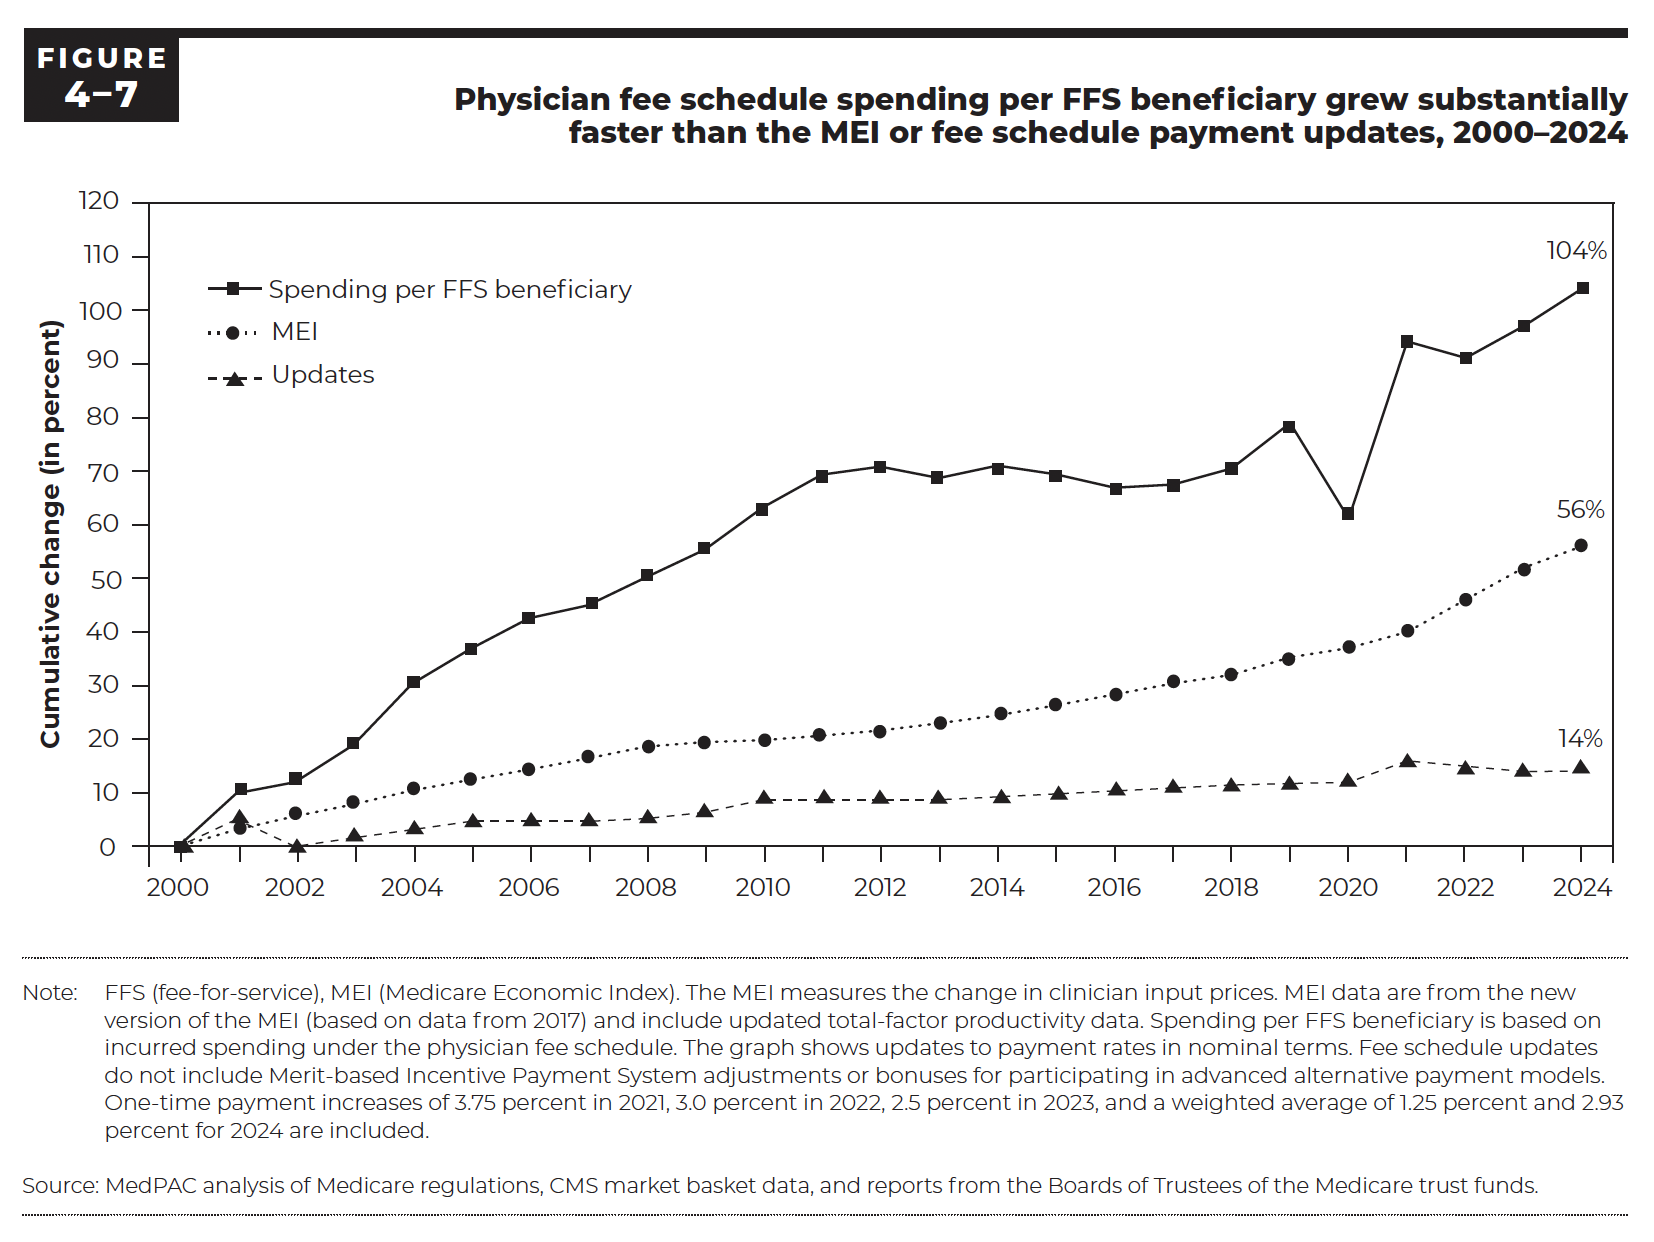 FIGURE
4–7
Physician fee schedule spending per FFS beneficiary grew substantially
faster than the MEI or fee schedule payment updates, 2000–2024
120
110
100
90
80
70
60
50
40
30
20
10
0
Cumulative change (in percent)
Spending per FFS beneficiary
MEI
Updates
104%
56%
14%
2000 2002 2004 2006 2008 2010 2012 2014 2016 2018 2020 2022 2024
Note: FFS (fee-for-service), MEI (Medicare Economic Index). The MEI measures the change in clinician input prices. MEI data are from the new
version of the MEI (based on data from 2017) and include updated total-factor productivity data. Spending per FFS beneficiary is based on
incurred spending under the physician fee schedule. The graph shows updates to payment rates in nominal terms. Fee schedule updates
do not include Merit-based Incentive Payment System adjustments or bonuses for participating in advanced alternative payment models.
One-time payment increases of 3.75 percent in 2021, 3.0 percent in 2022, 2.5 percent in 2023, and a weighted average of 1.25 percent and 2.93
percent for 2024 are included.
Source: MedPAC analysis of Medicare regulations, CMS market basket data, and reports from the Boards of Trustees of the Medicare trust funds.